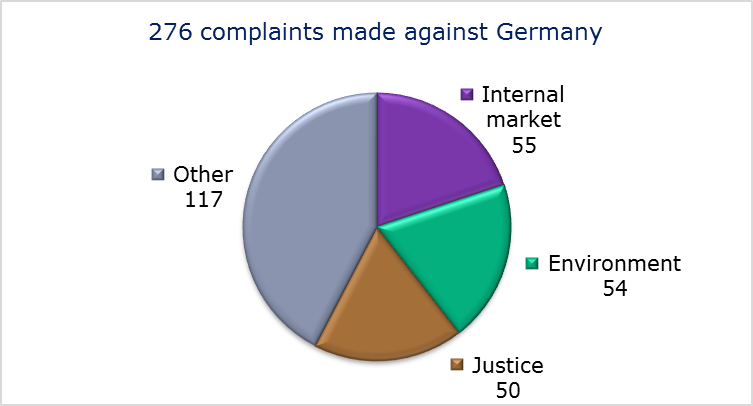 276 complaints made against Germany
Internal
market
55
Other
117
Environment
54
Justice
50